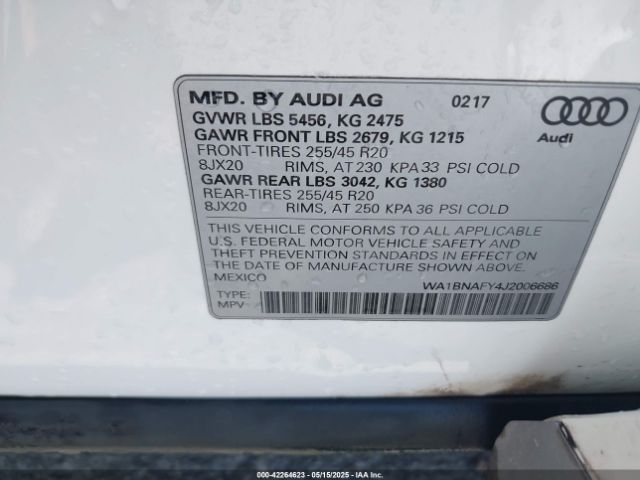 MFD. BY AUDI AG 0217
GVWR LBS 5456, KG 2475
GAWR FRONT LBS 2679, KG 1215
FRONT-TIRES 255/45 R20
8JX20 RIMS, AT 230 KPA 33 PSI COLD
GAWR REAR LBS 3042, KG 1380
REAR-TIRES 255/45 R20
8JX20 RIMS, AT 250 KPA 36 PSI COLD
Audi
THIS VEHICLE CONFORMS TO ALL APPLICABLE
U.S. FEDERAL MOTOR VEHICLE SAFETY AND
THEFT PREVENTION STANDARDS IN EFFECT ON
THE DATE OF MANUFACTURE SHOWN ABOVE.
MEXICO
WA1BNAFY4J2006686
TYPE:
MPV
000-42264623 - 05/15/2025 - IAAI.COM